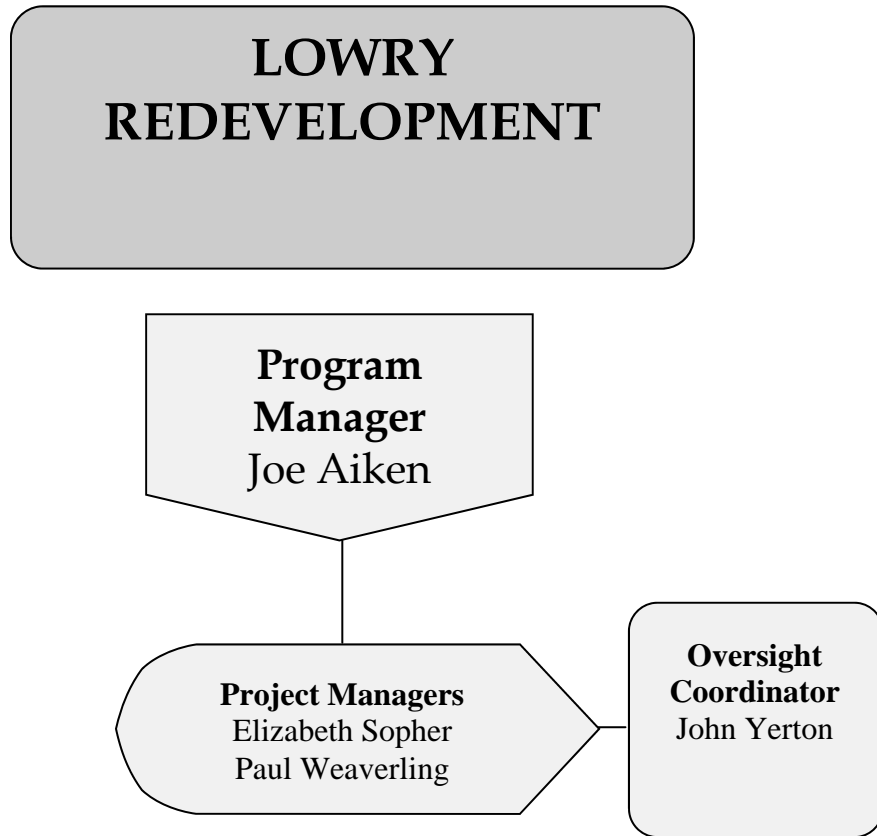 LOWRY
REDEVELOPMENT
Program
Manager
Joe Aiken
Project Managers
Elizabeth Sopher
Paul Weaverling
Oversight
Coordinator
John Yerton